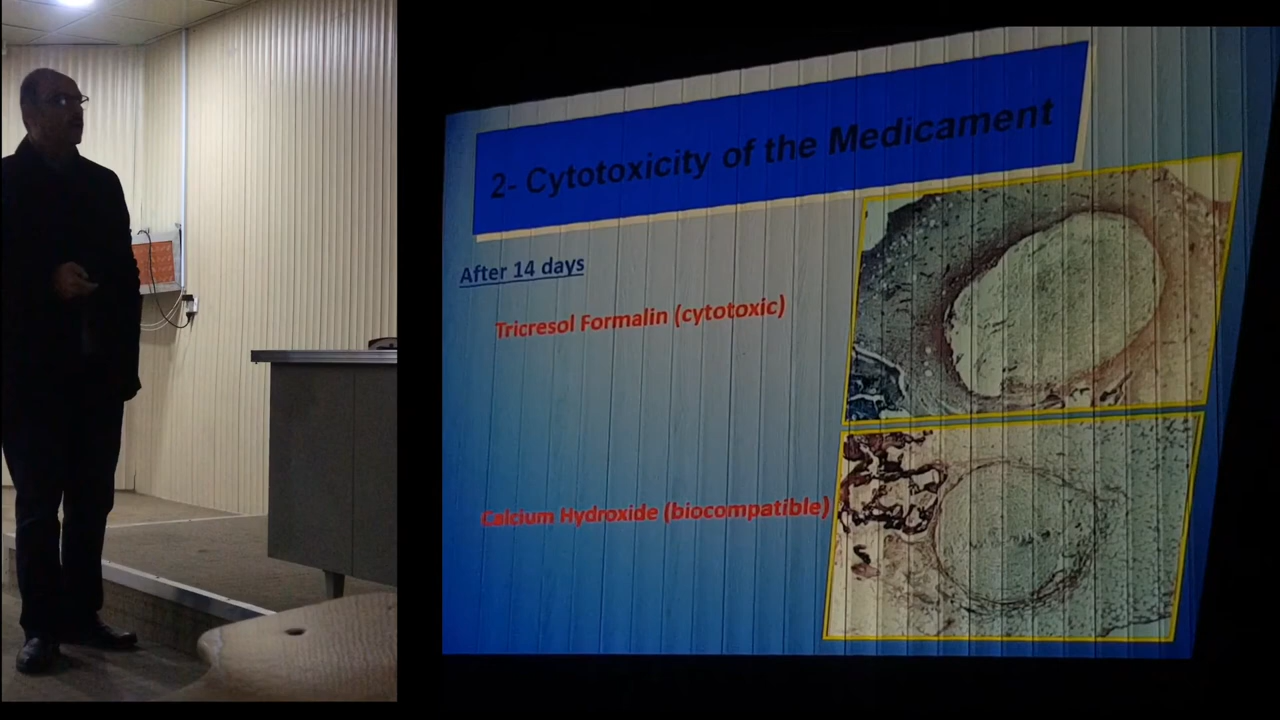 2- Cytotoxicity of the Medicament
After 14 days
Tricresol Formalin (cytotoxic)
Calcium Hydroxide (biocompatible)